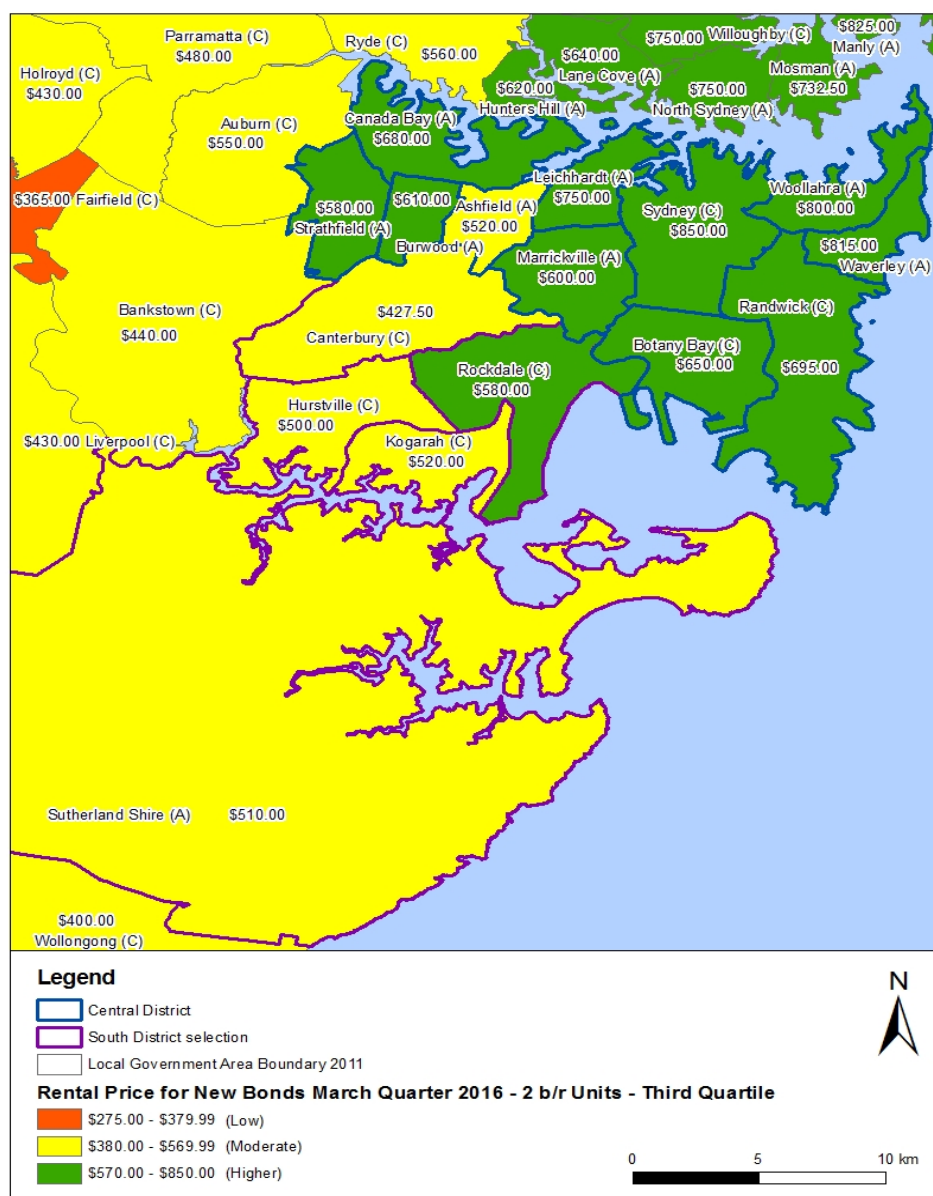 Parramatta (C)
$480.00
Ryde (C)
$560.00
Holroyd (C)
$430.00
Auburn (C)
$550.00
Canada Bay (A)
$680.00
$620.00
Hunters Hill (A)
$640.00
Lane Cove (A)
$750.00
Willoughby (C)
$825.00
Manly (A)
Mosman (A)
$732.50
$750.00
North Sydney (A)
$365.00 Fairfield (C)
$580.00
Strathfield (A)
$610.00
Burwood (A)
Ashfield (A)
$520.00
Leichhardt (A)
$750.00
Sydney (C)
$850.00
Woollahra (A)
$800.00
$815.00
Waverley (A)
Marrickville (A)
$600.00
Bankstown (C)
$440.00
$427.50
Canterbury (C)
Randwick (C)
$695.00
Botany Bay (C)
$650.00
Rockdale (C)
$580.00
Hurstville (C)
$500.00
Kogarah (C)
$520.00
$430.00 Liverpool (C)
Sutherland Shire (A) $510.00
$400.00
Wollongong (C)
Legend
Central District
South District selection
Local Government Area Boundary 2011
Rental Price for New Bonds March Quarter 2016 - 2 b/r Units - Third Quartile
$275.00 - $379.99 (Low)
$380.00 - $569.99 (Moderate)
$570.00 - $850.00 (Higher)
N
0 5 10 km